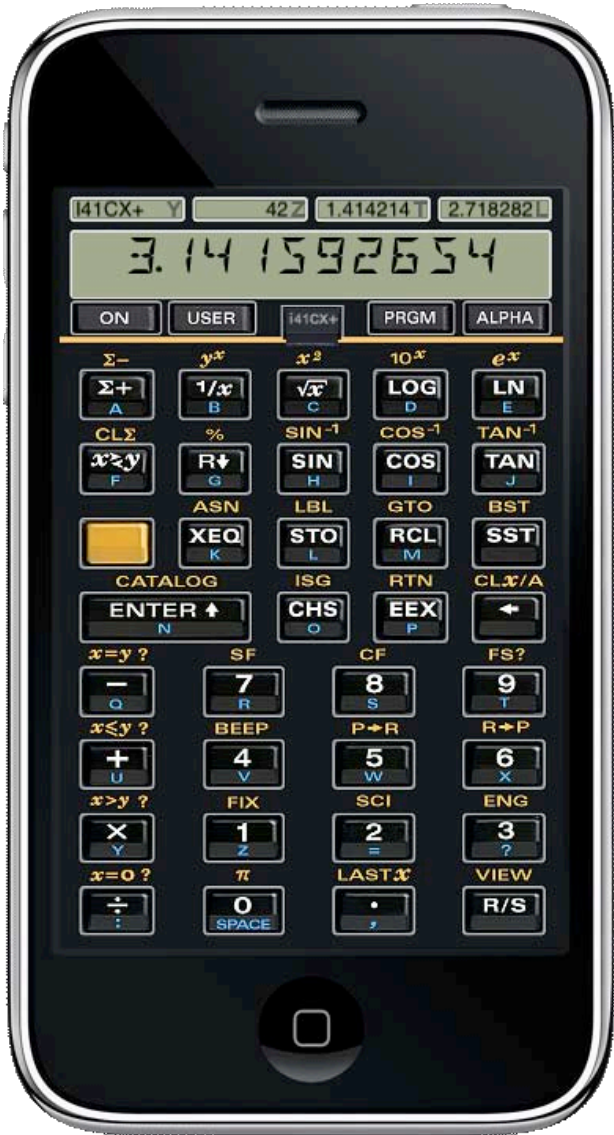 I41CX+ Y 42 Z 1.414214 T 2.718282 L
3.141592654
ON USER i41CX+ PRGM ALPHA
Σ− yˣ x² 10ˣ eˣ
Σ+ 1/x √x LOG LN
A B C D E
CLΣ % SIN⁻¹ COS⁻¹ TAN⁻¹
x≷y R↓ SIN COS TAN
F G H I J
ASN LBL GTO BST
XEQ STO RCL SST
K L M
CATALOG ISG RTN CLx/A
ENTER↑ CHS EEX ←
N O P
x=y ? SF CF FS?
− 7 8 9
Q R S T
x≤y ? BEEP P→R R→P
+ 4 5 6
U V W X
x>y ? FIX SCI ENG
× 1 2 3
Y Z = ?
x=0 ? π LASTx VIEW
÷ 0 . R/S
: SPACE ,